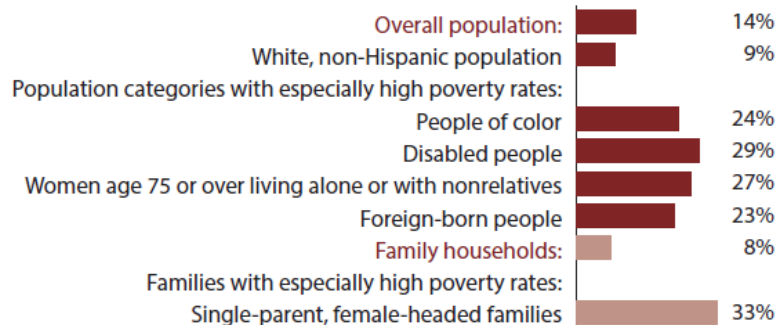 Overall population: 14%
White, non-Hispanic population 9%
Population categories with especially high poverty rates:
People of color 24%
Disabled people 29%
Women age 75 or over living alone or with nonrelatives 27%
Foreign-born people 23%
Family households: 8%
Families with especially high poverty rates:
Single-parent, female-headed families 33%